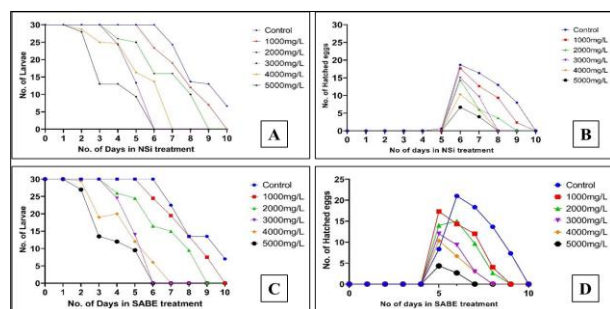 No. of Larvae
30
25
20
15
10
5
0
0 1 2 3 4 5 6 7 8 9 10
No. of Days in NSi treatment
Control
1000mg/L
2000mg/L
3000mg/L
4000mg/L
5000mg/L
A
No. of Hatched eggs
25
20
15
10
5
0
0 1 2 3 4 5 6 7 8 9 10
No of days in NSi treatment
Control
1000mg/L
2000mg/L
3000mg/L
4000mg/L
5000mg/L
B
No. of Larvae
30
25
20
15
10
5
0
0 1 2 3 4 5 6 7 8 9 10
No. of Days in SABE treatment
Control
1000mg/L
2000mg/L
3000mg/L
4000mg/L
5000mg/L
C
No. of Hatched eggs
25
20
15
10
5
0
0 5 10
No of days in SABE treatment
Control
1000mg/L
2000mg/L
3000mg/L
4000mg/L
5000mg/L
D